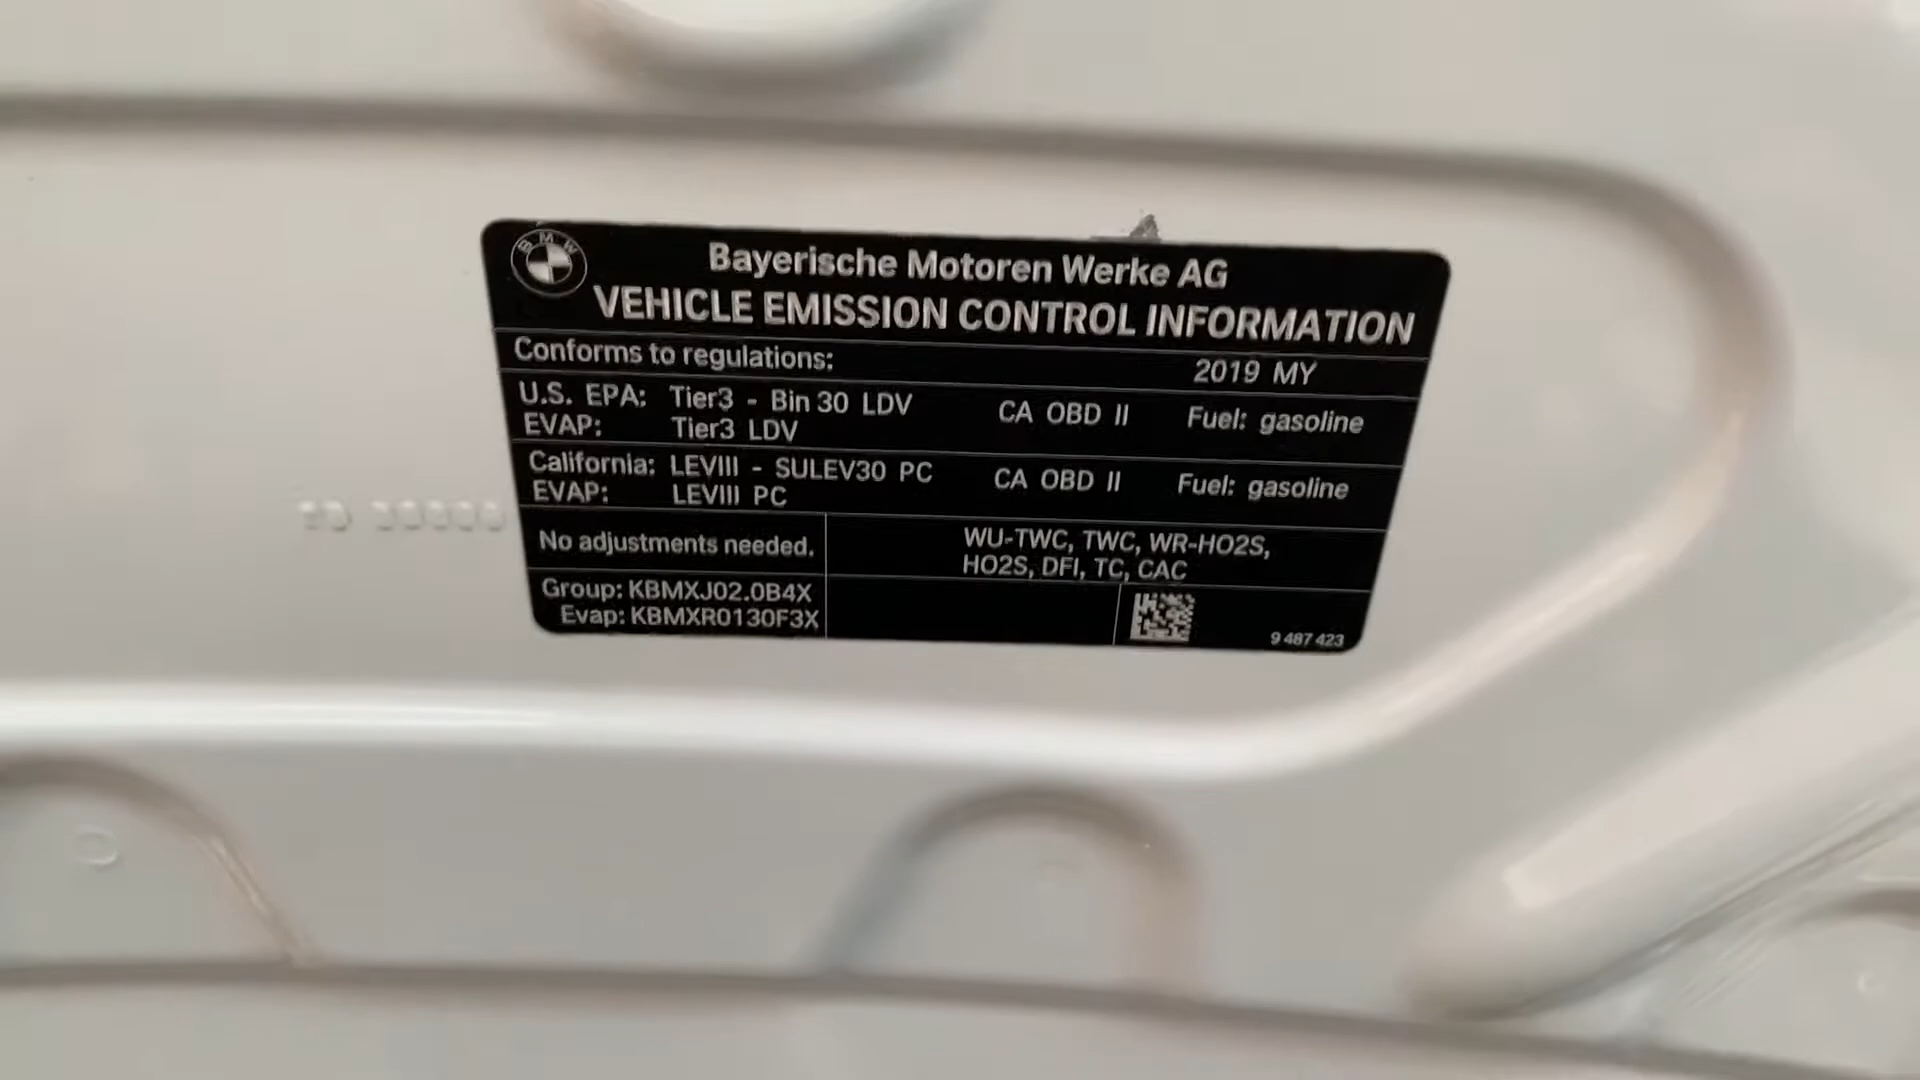 BMW
Bayerische Motoren Werke AG
VEHICLE EMISSION CONTROL INFORMATION
Conforms to regulations: 2019 MY
U.S. EPA: Tier3 - Bin 30 LDV CA OBD II Fuel: gasoline
EVAP: Tier3 LDV
California: LEVIII - SULEV30 PC CA OBD II Fuel: gasoline
EVAP: LEVIII PC
No adjustments needed.
WU-TWC, TWC, WR-HO2S,
HO2S, DFI, TC, CAC
Group: KBMXJ02.0B4X
Evap: KBMXR0130F3X
9 487 423